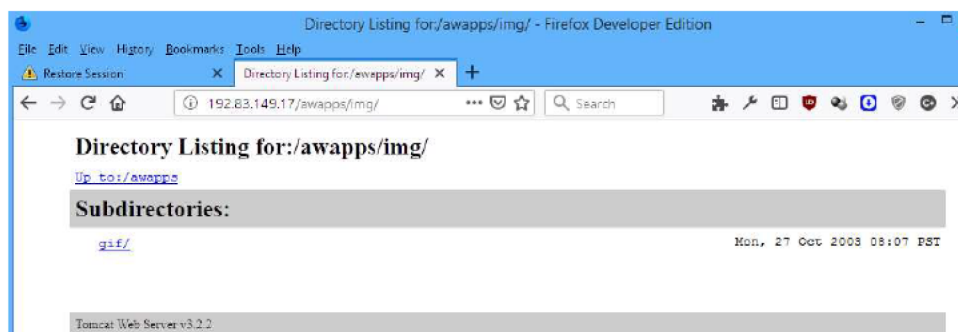 Directory Listing for:/awapps/img/ - Firefox Developer Edition
File Edit View History Bookmarks Tools Help
Restore Session Directory Listing for:/awapps/img/
192.83.149.17/awapps/img/ Search
Directory Listing for:/awapps/img/
Up to:/awapps
Subdirectories:
gif/ Mon, 27 Oct 2003 08:07 PST
Tomcat Web Server v3.2.2